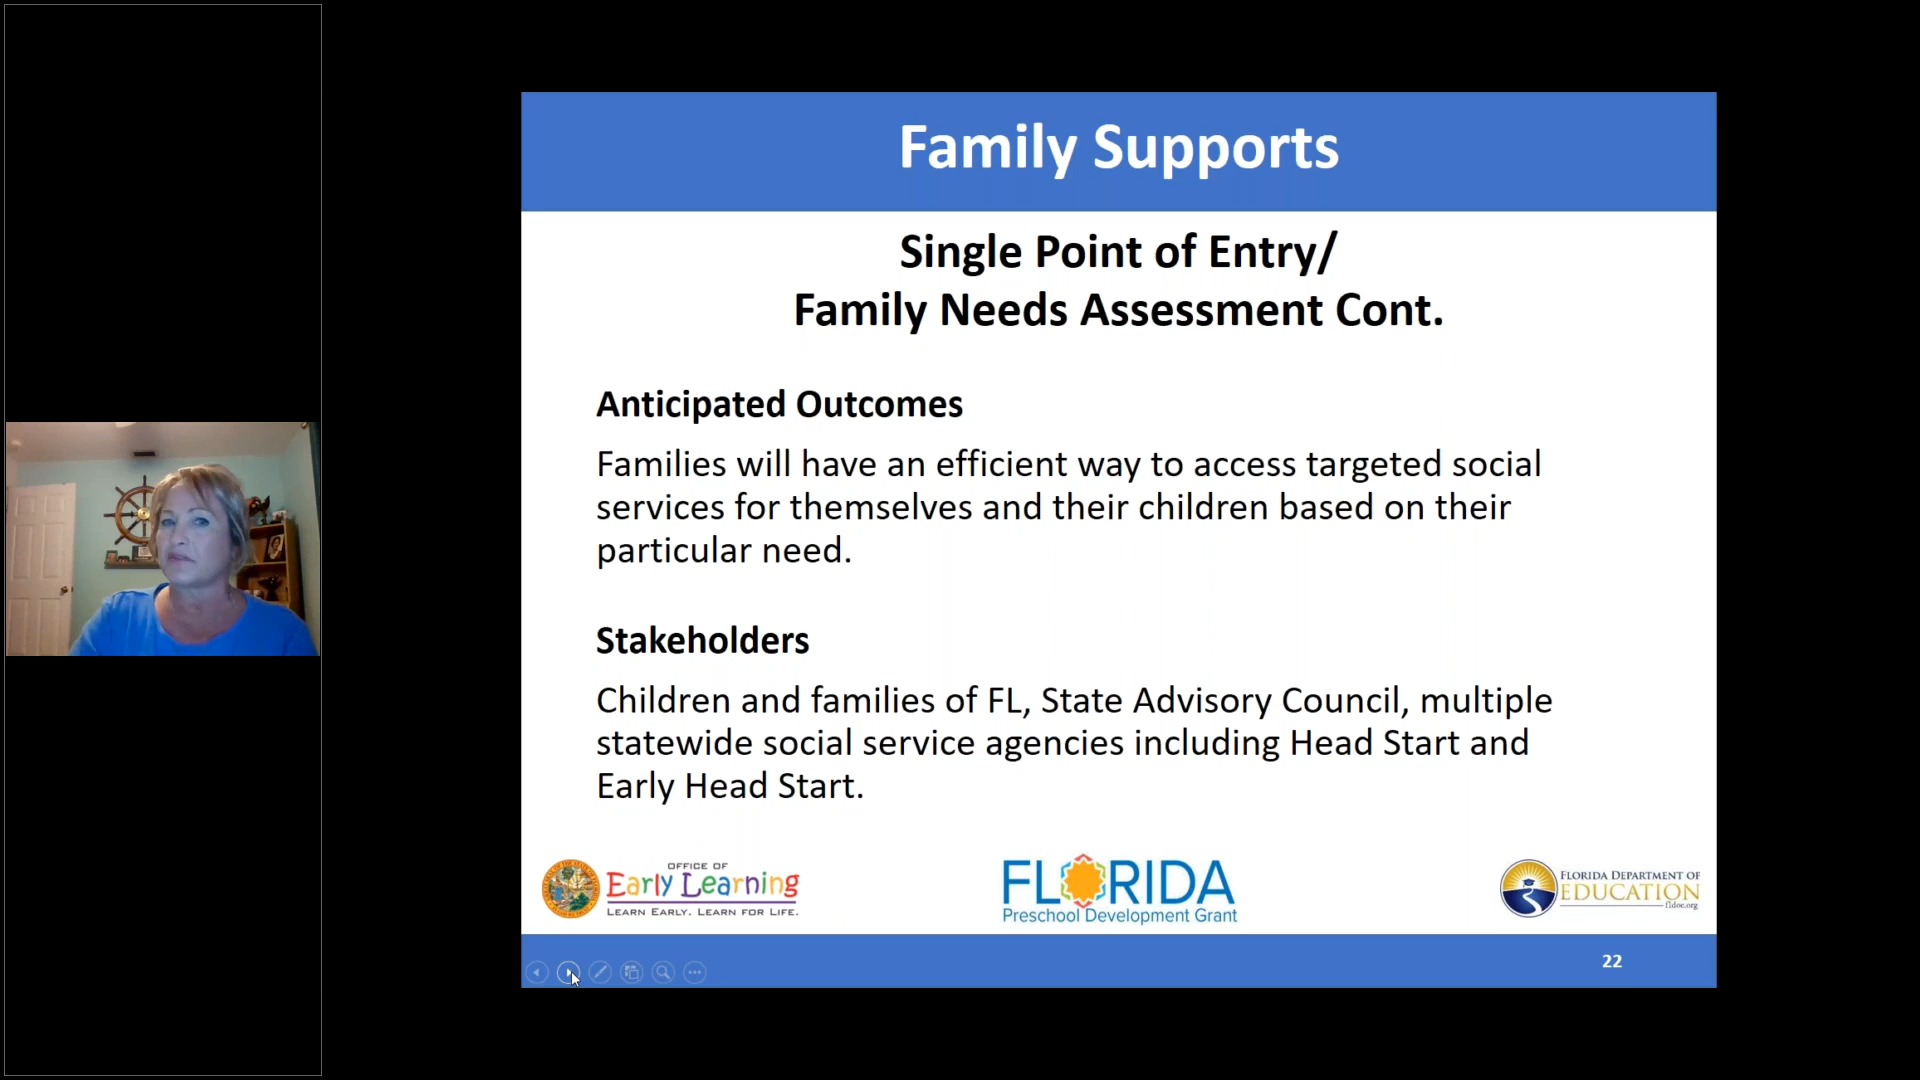 Family Supports
Single Point of Entry/
Family Needs Assessment Cont.
Anticipated Outcomes
Families will have an efficient way to access targeted social
services for themselves and their children based on their
particular need.
Stakeholders
Children and families of FL, State Advisory Council, multiple
statewide social service agencies including Head Start and
Early Head Start.
OFFICE OF
Early Learning
LEARN EARLY. LEARN FOR LIFE.
FLORIDA
Preschool Development Grant
FLORIDA DEPARTMENT OF
EDUCATION
fldoe.org
22